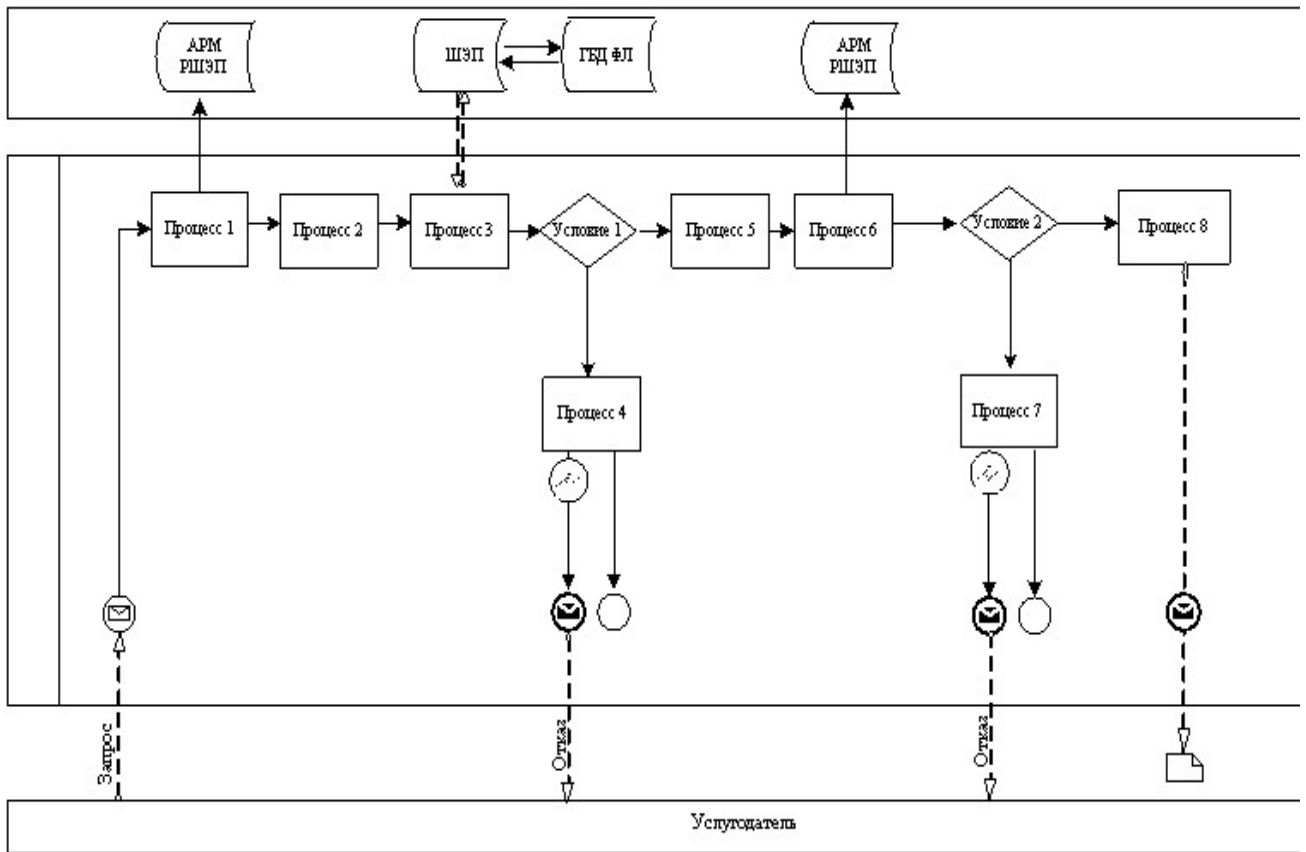 АРМ
РШЭП
ШЭП
ГБД ФЛ
АРМ
РШЭП
Процесс 1
Процесс 2
Процесс 3
Условие 1
Процесс 5
Процесс 6
Условие 2
Процесс 8
Процесс 4
Процесс 7
Запрос
Отказ
Отказ
Услугодатель